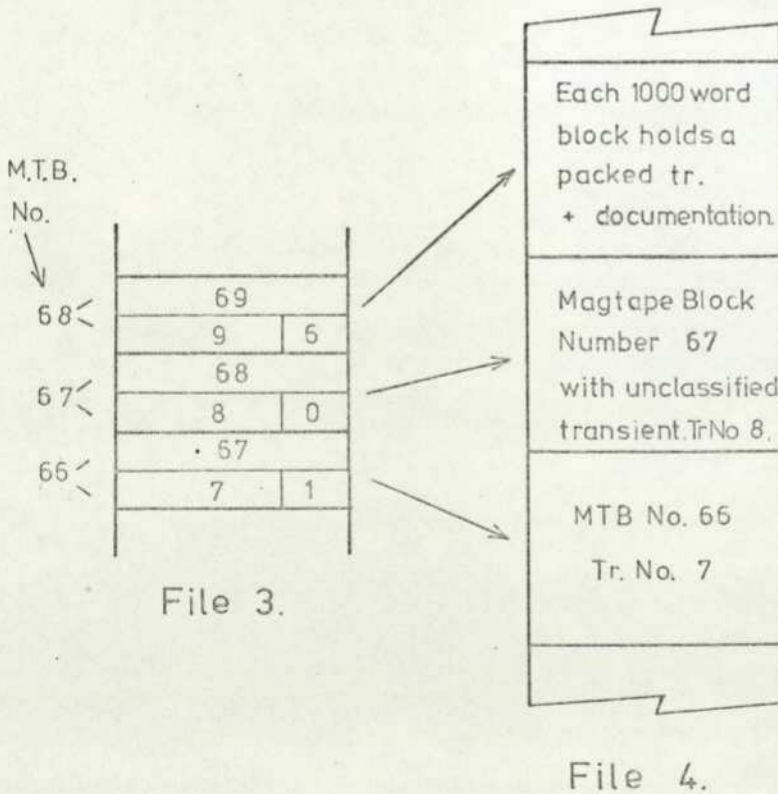 M.T.B.
No.
68
67
66
69
9 6
68
8 0
67
7 1
File 3.
Each 1000 word
block holds a
packed tr.
+ documentation
Magtape Block
Number 67
with unclassified
transient.TrNo 8.
MTB No. 66
Tr. No. 7
File 4.